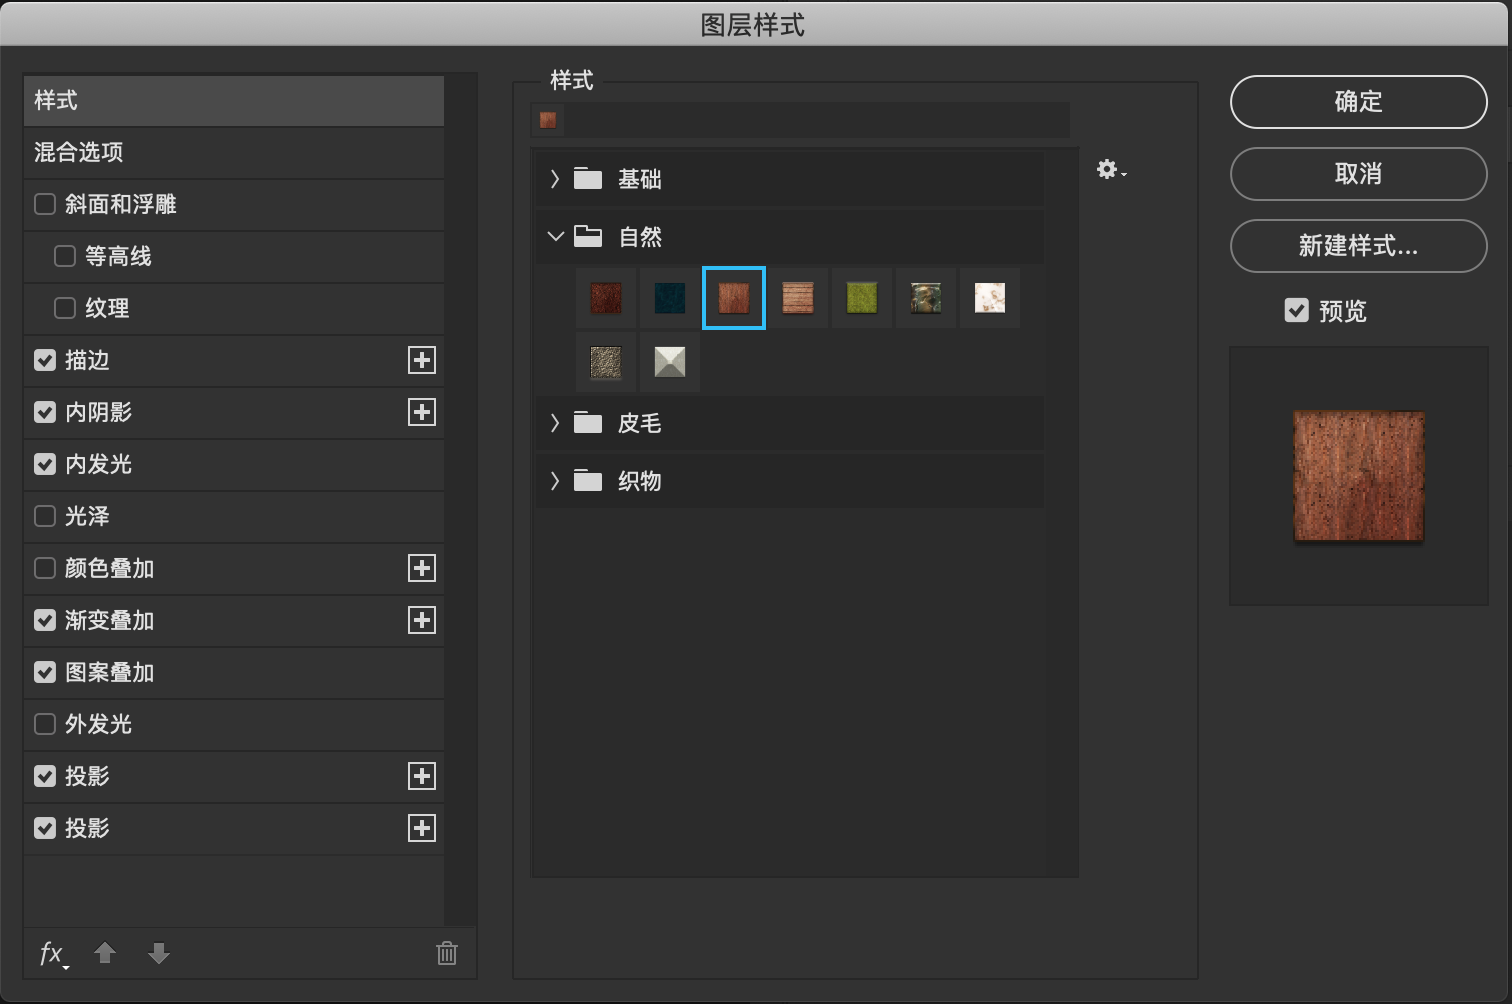 图层样式
样式
混合选项
斜面和浮雕
等高线
纹理
描边
内阴影
内发光
光泽
颜色叠加
渐变叠加
图案叠加
外发光
投影
投影
fx
样式
基础
自然
皮毛
织物
确定
取消
新建样式...
预览